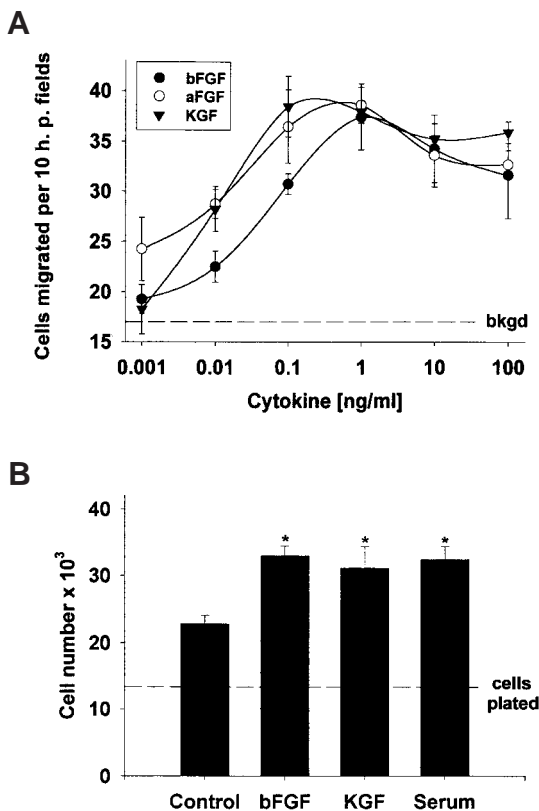 A
Cells migrated per 10 h. p. fields
40
35
30
25
20
15
bFGF
aFGF
KGF
bkgd
0.001 0.01 0.1 1 10 100
Cytokine [ng/ml]
B
Cell number x 10³
40
30
20
10
0
* * *
cells
plated
Control bFGF KGF Serum